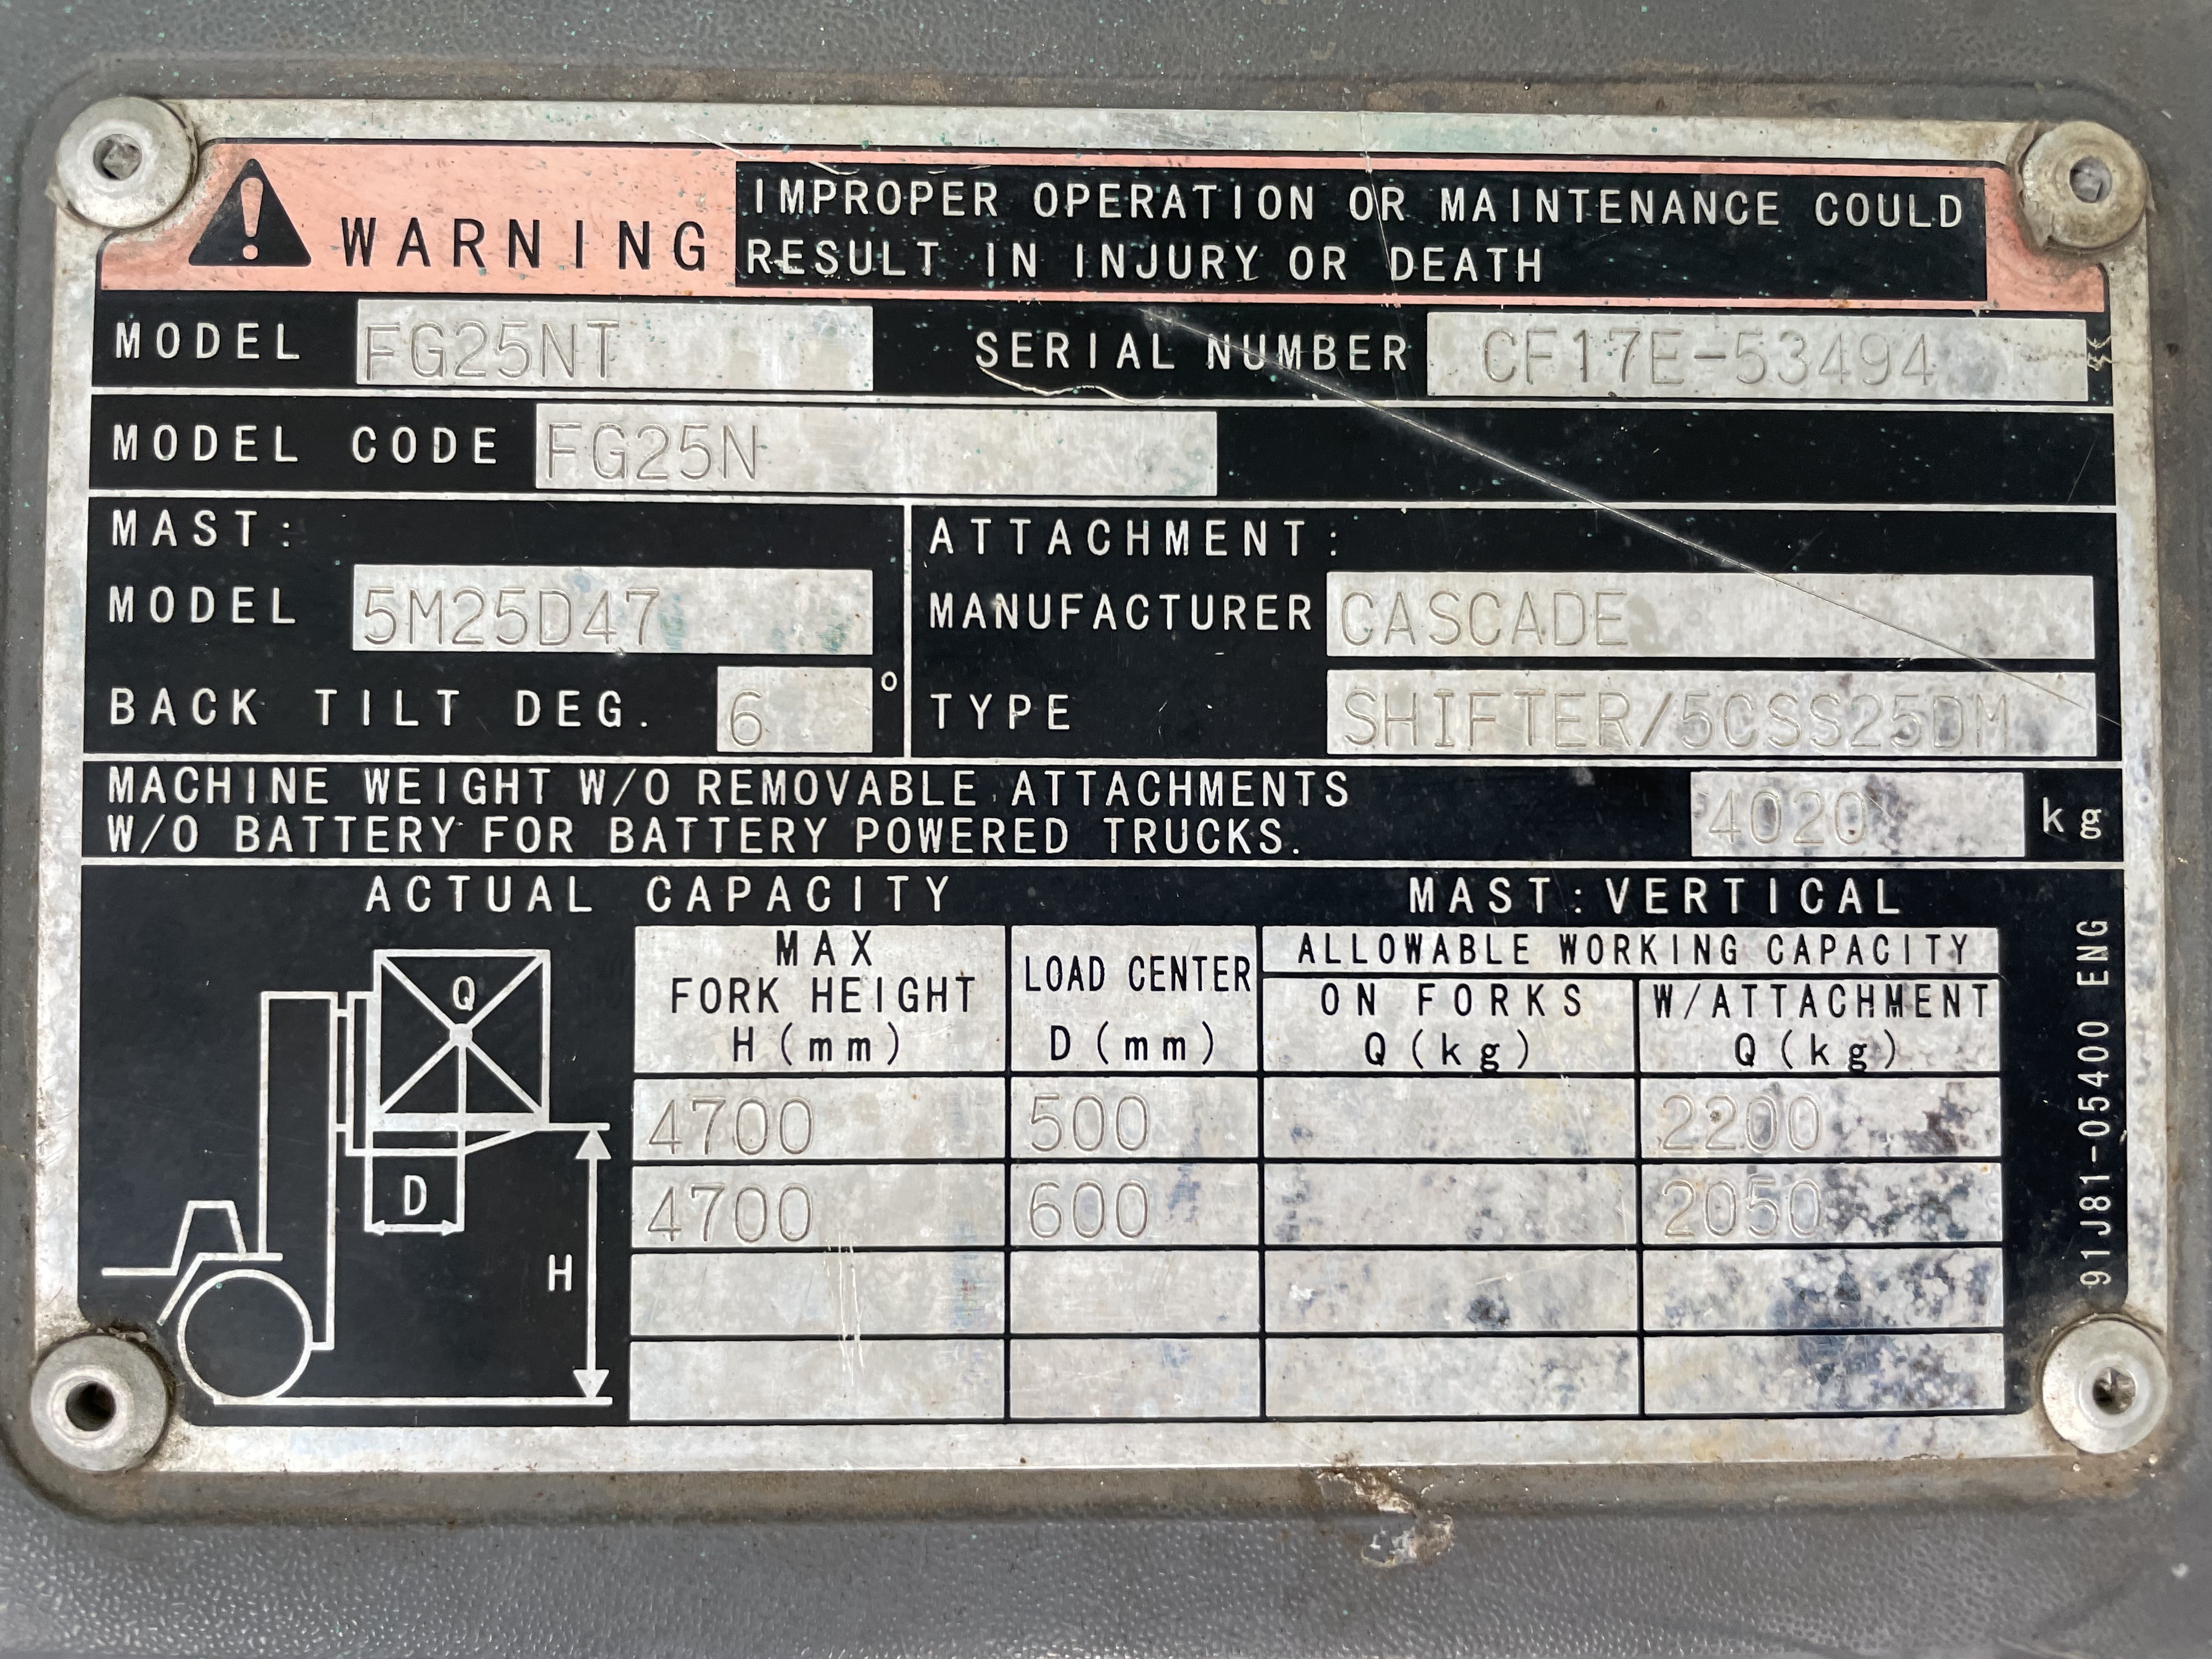 WARNING
IMPROPER OPERATION OR MAINTENANCE COULD
RESULT IN INJURY OR DEATH
MODEL FG25NT SERIAL NUMBER CF17E-53494
MODEL CODE FG25N
MAST:
MODEL 5M25D47
BACK TILT DEG. 6 °
ATTACHMENT:
MANUFACTURER CASCADE
TYPE SHIFTER/5CSS25DM
MACHINE WEIGHT W/O REMOVABLE ATTACHMENTS
W/O BATTERY FOR BATTERY POWERED TRUCKS.
4020 kg
ACTUAL CAPACITY MAST:VERTICAL
Q
D
H
MAX
FORK HEIGHT
H(mm)
LOAD CENTER
D(mm)
ALLOWABLE WORKING CAPACITY
ON FORKS
Q(kg)
W/ATTACHMENT
Q(kg)
4700 500 2200
4700 600 2050
91J81-05400 ENG